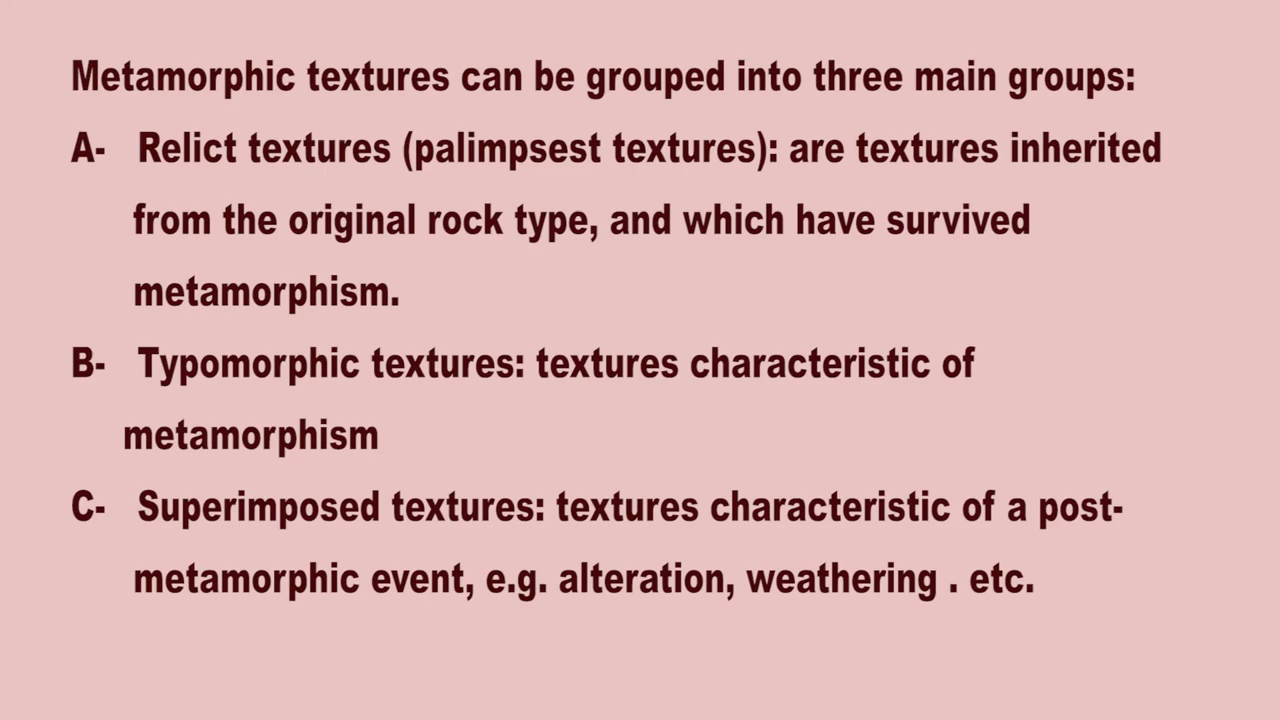 Metamorphic textures can be grouped into three main groups:
A- Relict textures (palimpsest textures): are textures inherited
from the original rock type, and which have survived
metamorphism.
B- Typomorphic textures: textures characteristic of
metamorphism
C- Superimposed textures: textures characteristic of a post-
metamorphic event, e.g. alteration, weathering . etc.